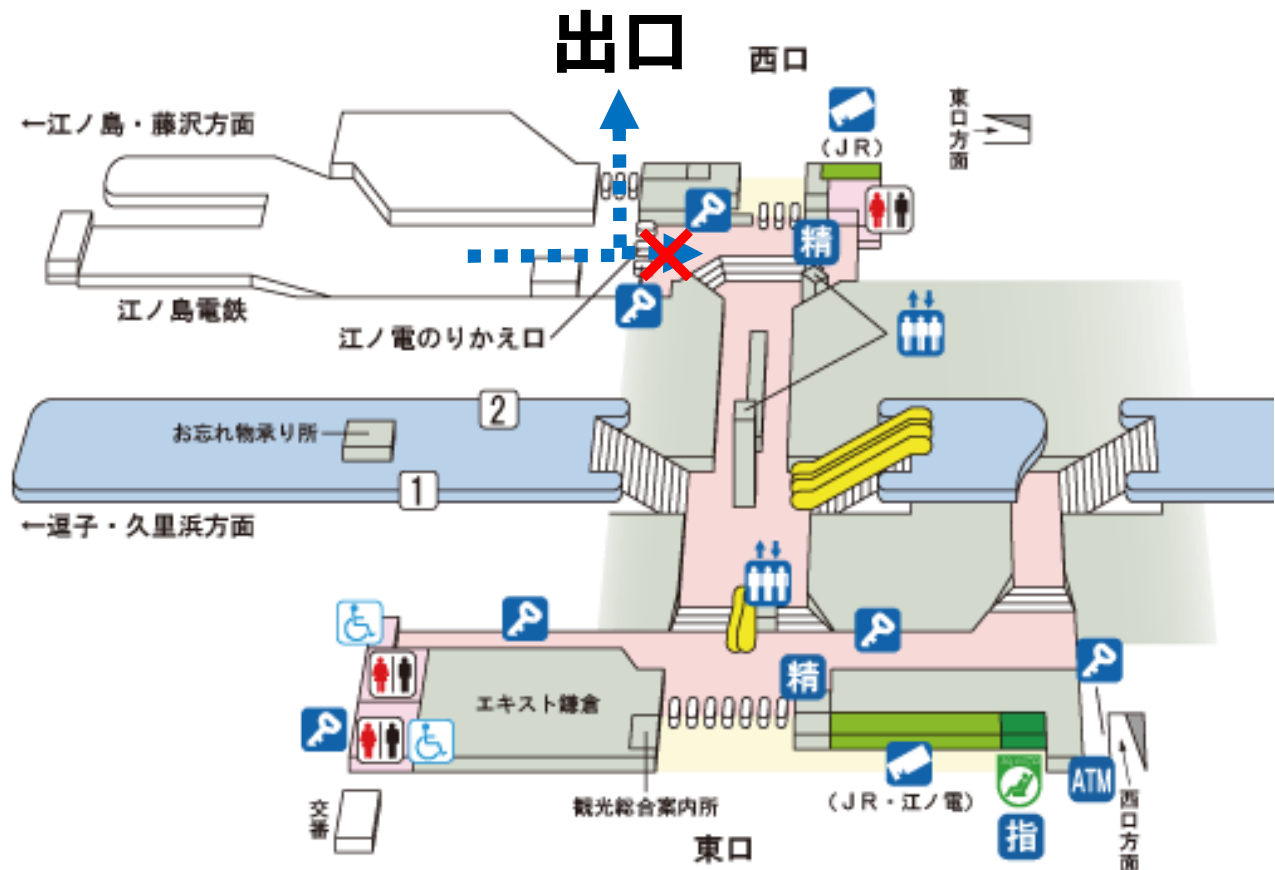 出口
西口
←江ノ島・藤沢方面
(JR)
東口方面
精
江ノ島電鉄
江ノ電のりかえ口
2
お忘れ物承り所
1
←逗子・久里浜方面
精
エキスト鎌倉
観光総合案内所
(JR・江ノ電)
ATM
指
交番
西口方面
東口